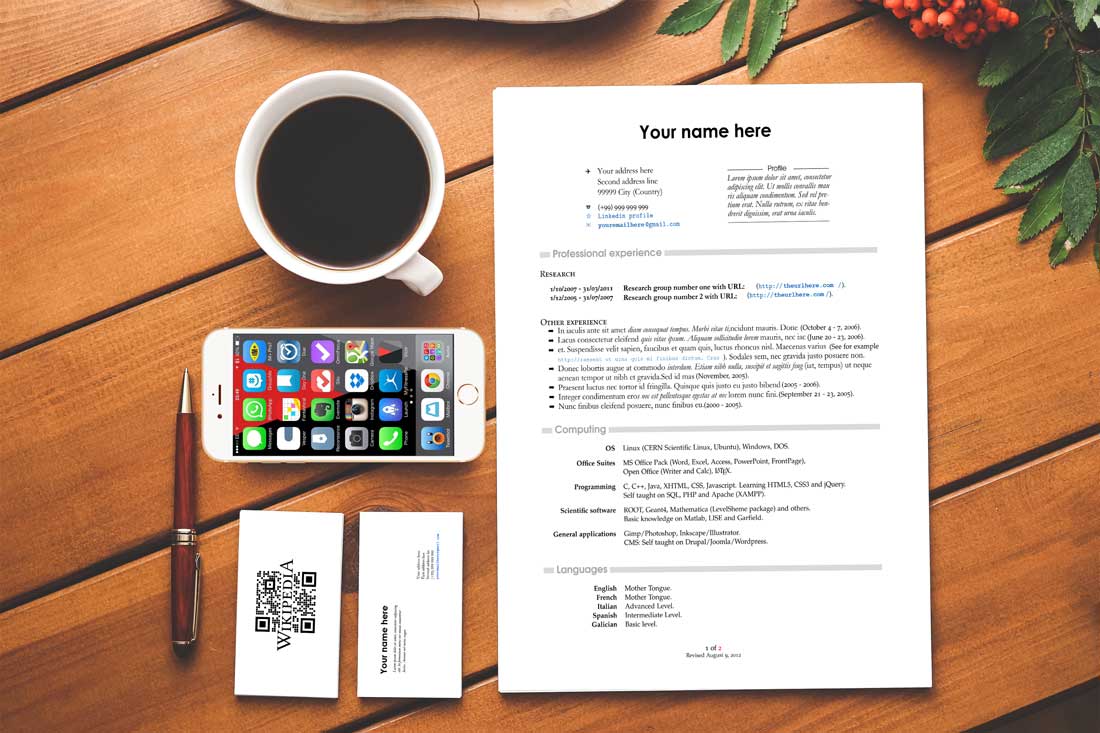 Your name here
Your address here
Second address line
99999 City (Country)
(+99) 999 999 999
Linkedin profile
youremailhere@gmail.com
Profile
Lorem ipsum dolor sit amet, consectetur
adipiscing elit. Ut mollis convallis mau
ris aliquam condimentum. Sed vel pre-
tium erat. Nulla rutrum, ex vitae ben-
drerit dignissim, erat urna iaculis.
Professional experience
RESEARCH
1/10/2007 - 31/03/2011 Research group number one with URL: (http://theurlhere.com /).
1/12/2005 - 31/07/2007 Research group number 2 with URL: (http://theurlhere.com /).
OTHER EXPERIENCE
In iaculis ante sit amet diam consequat tempus. Morbi vitae ti,ncidunt mauris. Donc (October 4 - 7, 2006).
Lacus consectetur eleifend quis vitae ipsum. Aliquam sollicitudin lorem mauris, nec isc (June 20 - 23, 2006).
et. Suspendisse velit sapien, faucibus et quam quis, luctus rhoncus nisl. Maecenas varius (See for example
). Sodales sem, nec gravida justo posuere non.
Donec lobortis augue at commodo interdum. Etiam nibh nulla, suscipit et sagittis feug (iat, tempus) ut neque
aenean tempor ut nibh et gravida.Sed id mas (November, 2005).
Praesent luctus nec tortor id fringilla. Quisque quis justo eu justo bibend (2005 - 2006).
Integer condimentum eros nec est pellentesque egestas at nec lorem nunc fini.(September 21 - 23, 2005).
Nunc finibus eleifend posuere, nunc finibus eu.(2000 - 2005).
Computing
OS Linux (CERN Scientific Linux, Ubuntu), Windows, DOS.
Office Suites MS Office Pack (Word, Excel, Access, PowerPoint, FrontPage),
Open Office (Writer and Calc), LATEX.
Programming C, C++, Java, XHTML, CSS, Javascript. Learning HTML5, CSS3 and jQuery.
Self taught on SQL, PHP and Apache (XAMPP).
Scientific software ROOT, Geant4, Mathematica (LevelSheme package) and others.
Basic knowledge on Matlab, LISE and Garfield.
General applications Gimp/Photoshop, Inkscape/Illustrator.
CMS: Self taught on Drupal/Joomla/Wordpress.
Languages
English Mother Tongue.
French Mother Tongue.
Italian Advanced Level.
Spanish Intermediate Level.
Galician Basic level.
1 of 2
Revised August 9, 2012
WhatsApp
Messages
Evernote
Instagram
Camera
Phone
WIKIPEDIA
Your name here